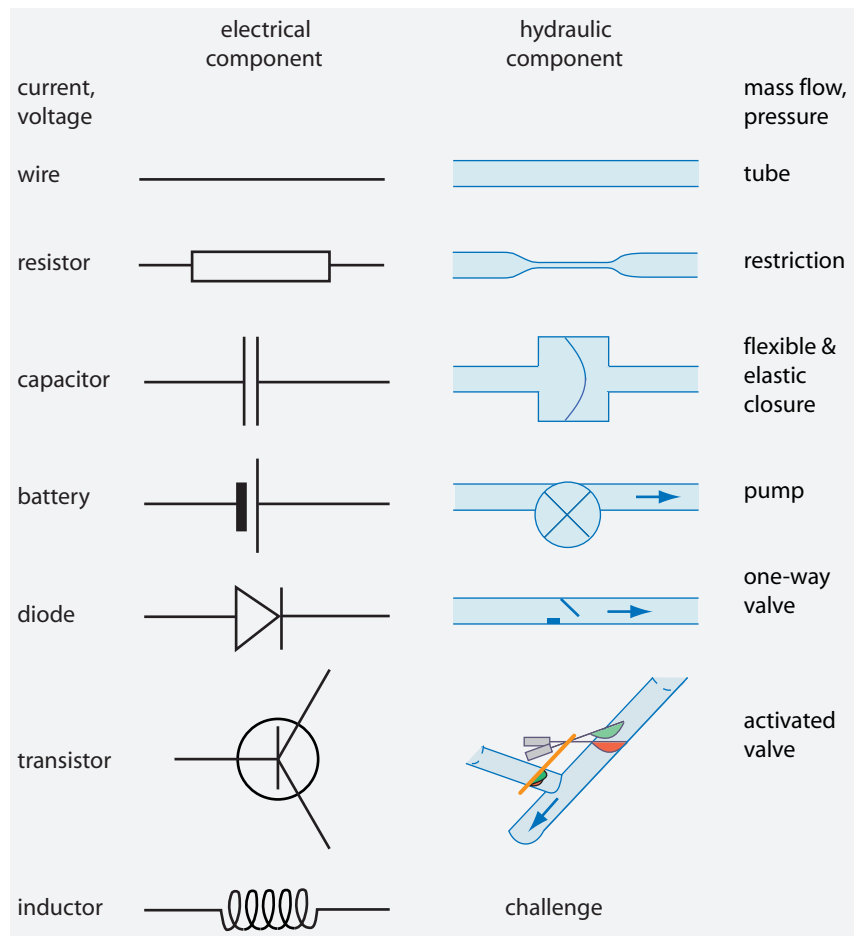 electrical
component
hydraulic
component
current,
voltage
mass flow,
pressure
wire
tube
resistor
restriction
capacitor
flexible &
elastic
closure
battery
pump
diode
one-way
valve
transistor
activated
valve
inductor
challenge